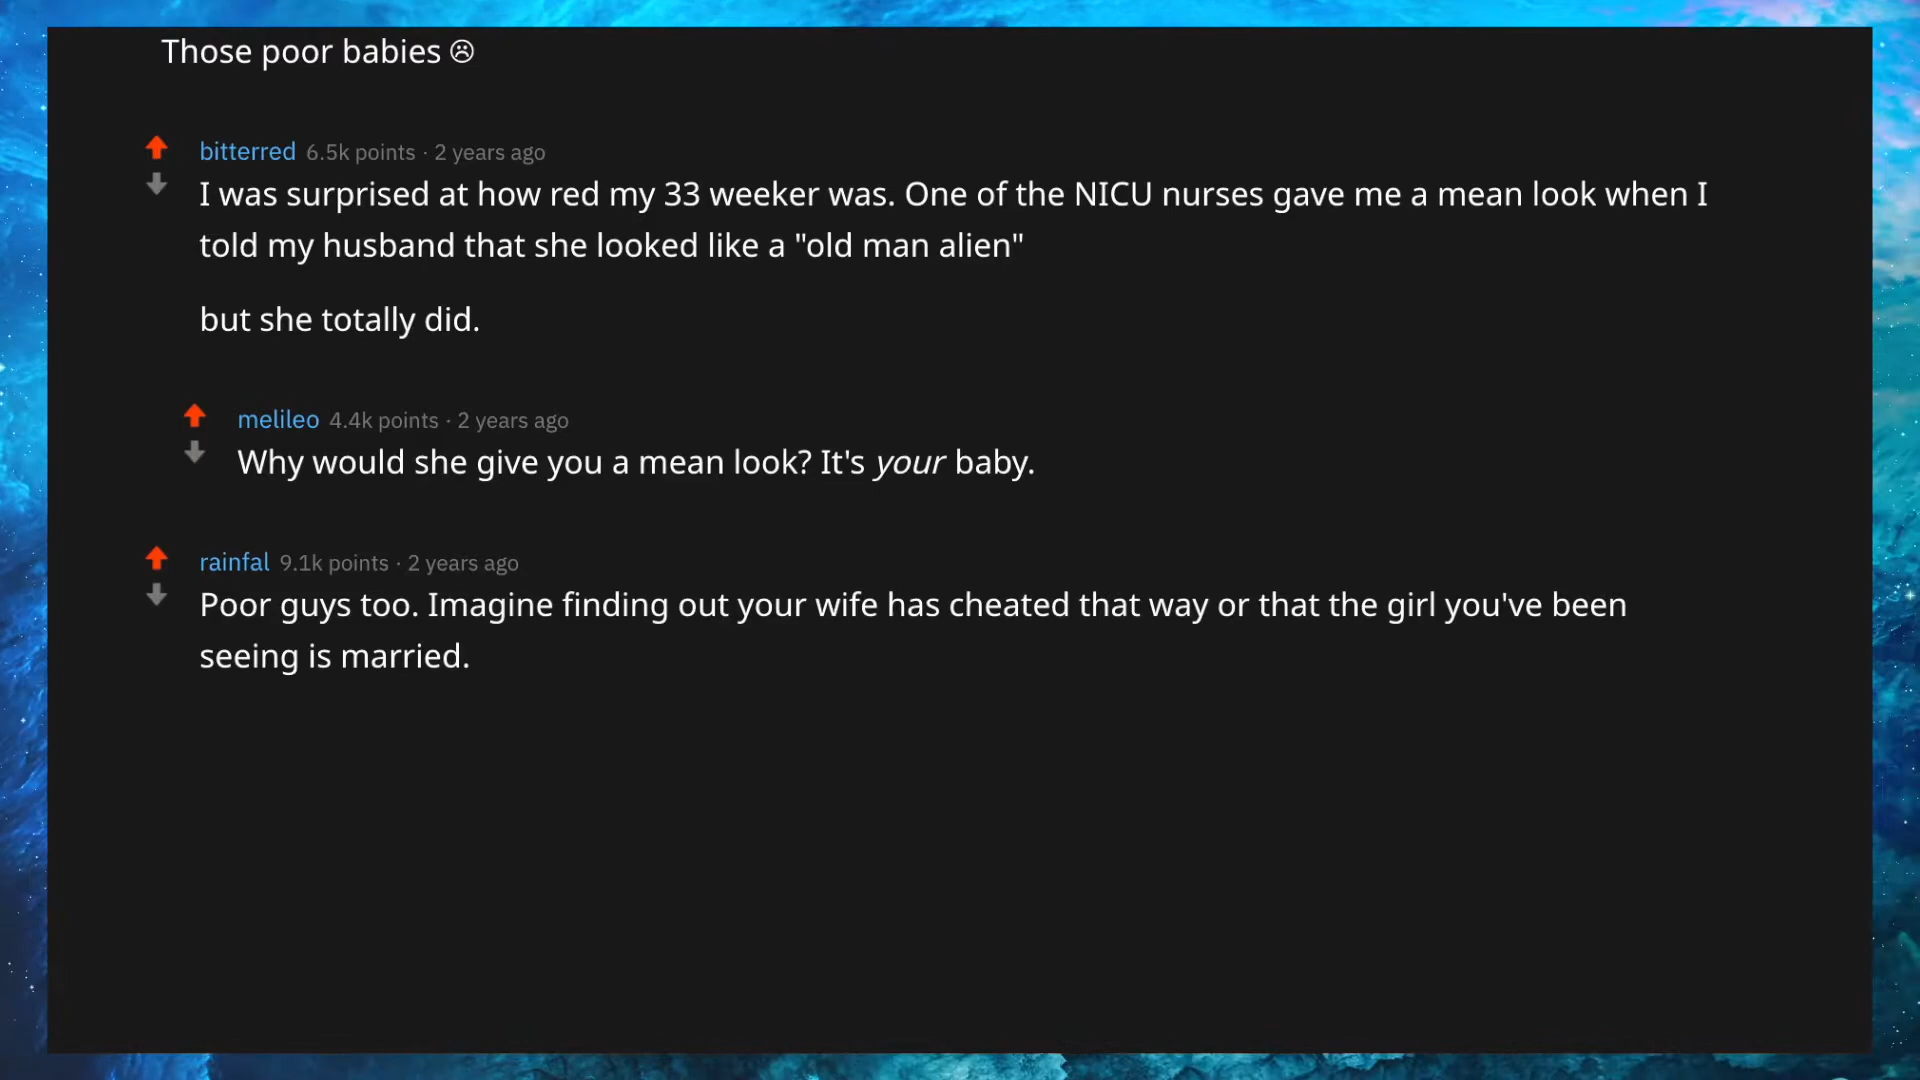 Those poor babies ☹
bitterred 6.5k points · 2 years ago
I was surprised at how red my 33 weeker was. One of the NICU nurses gave me a mean look when I
told my husband that she looked like a "old man alien"
but she totally did.
melileo 4.4k points · 2 years ago
Why would she give you a mean look? It's your baby.
rainfal 9.1k points · 2 years ago
Poor guys too. Imagine finding out your wife has cheated that way or that the girl you've been
seeing is married.